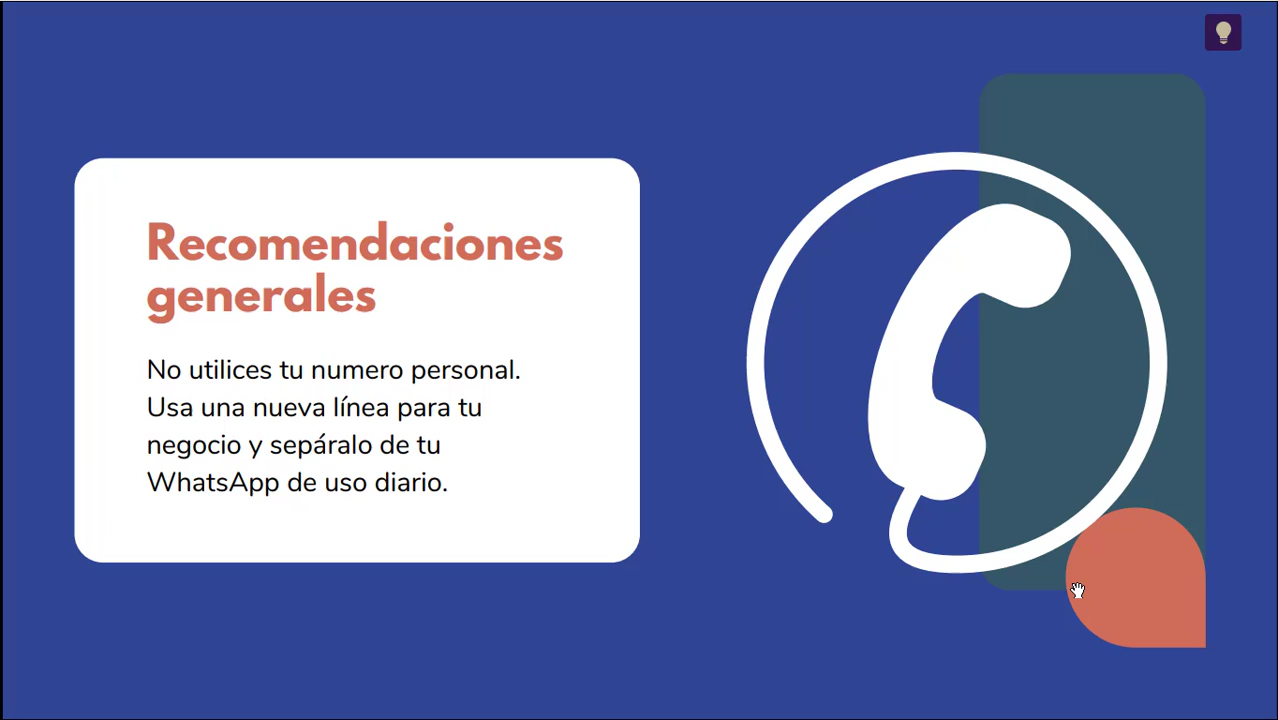 Recomendaciones
generales
No utilices tu numero personal.
Usa una nueva línea para tu
negocio y sepáralo de tu
WhatsApp de uso diario.